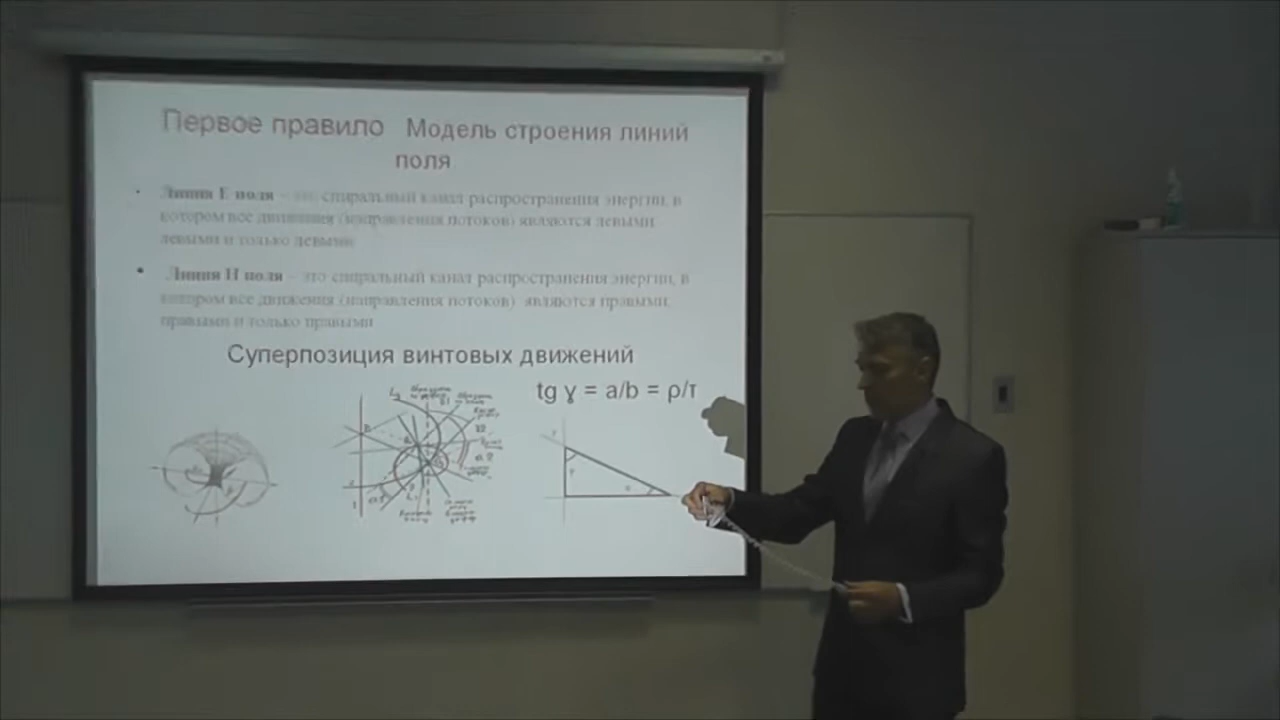 Первое правило Модель строения линий
поля
Линия Е поля – это спиральный канал распространения энергии, в
котором все движения (направления потоков) являются левыми,
левыми и только левыми
Линия Н поля – это спиральный канал распространения энергии, в
котором все движения (направления потоков) являются правыми,
правыми и только правыми
Суперпозиция винтовых движений
tg ɣ = a/b = ρ/τ